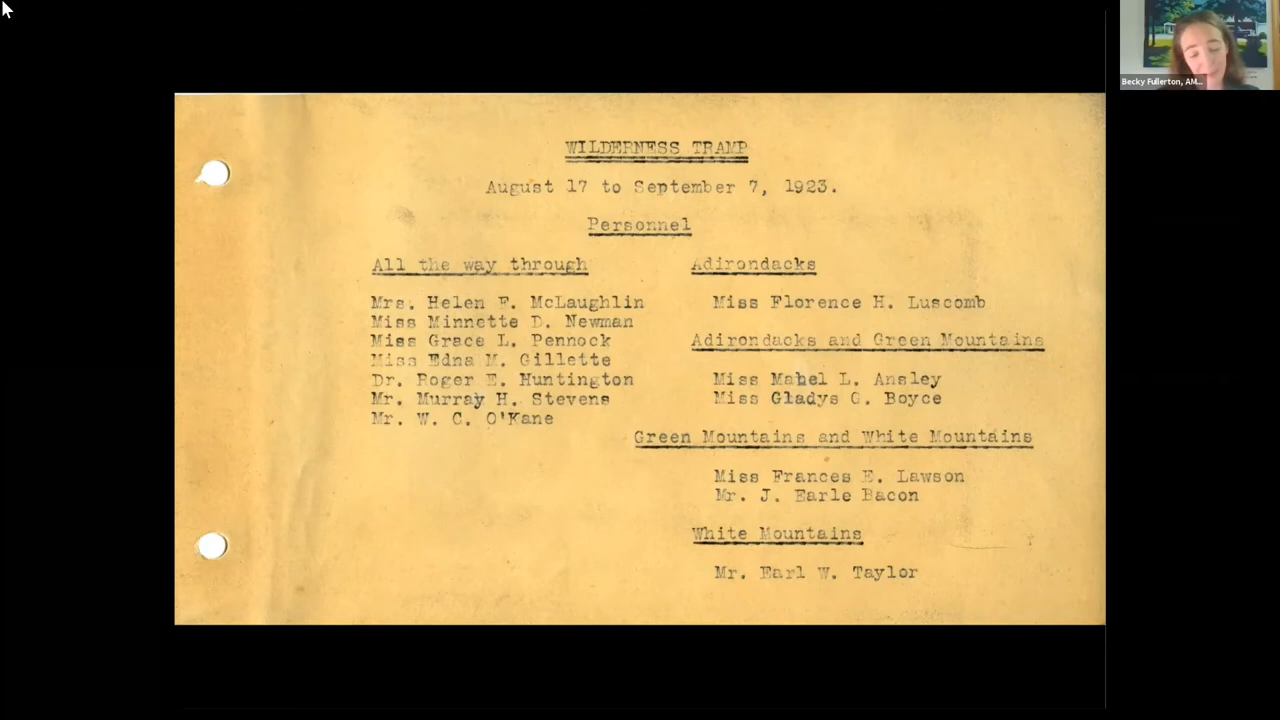 WILDERNESS TRAMP
August 17 to September 7, 1923.
Personnel
All the way through
Mrs. Helen F. McLaughlin
Miss Minnette D. Newman
Miss Grace L. Pennock
Miss Edna M. Gillette
Dr. Roger E. Huntington
Mr. Murray H. Stevens
Mr. W. C. O'Kane
Adirondacks
Miss Florence H. Luscomb
Adirondacks and Green Mountains
Miss Mabel L. Ansley
Miss Gladys G. Boyce
Green Mountains and White Mountains
Miss Frances E. Lawson
Mr. J. Earle Bacon
White Mountains
Mr. Earl W. Taylor
Becky Fullerton, AM...